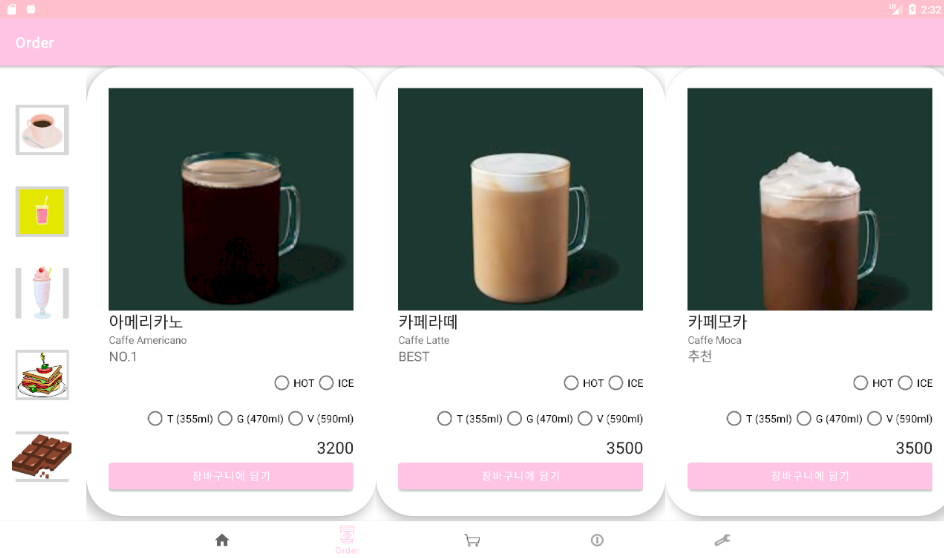 2:32
Order
아메리카노
Caffe Americano
NO.1
HOT ICE
T (355ml) G (470ml) V (590ml)
3200
장바구니에 담기
카페라떼
Caffe Latte
BEST
HOT ICE
T (355ml) G (470ml) V (590ml)
3500
장바구니에 담기
카페모카
Caffe Moca
추천
HOT ICE
T (355ml) G (470ml) V (590ml)
3500
장바구니에 담기
Order